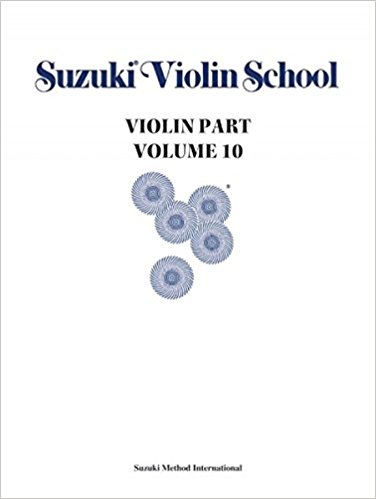 Suzuki® Violin School
VIOLIN PART
VOLUME 10
®
Suzuki Method International